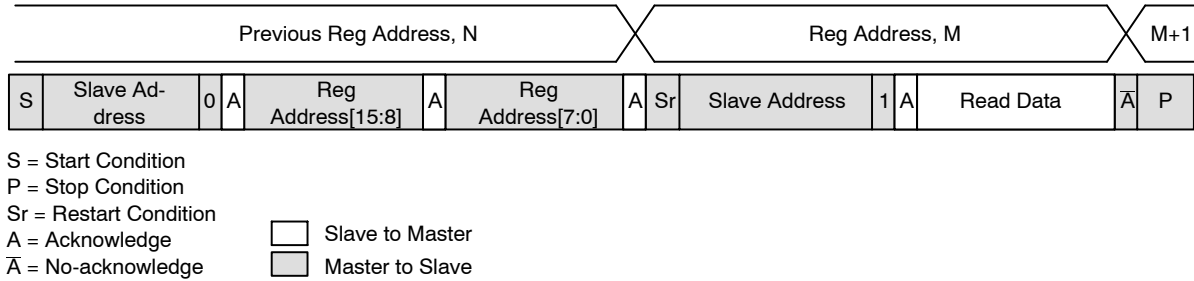 Previous Reg Address, N Reg Address, M M+1
S Slave Ad-
dress 0 A Reg
Address[15:8] A Reg
Address[7:0] A Sr Slave Address 1 A Read Data A̅ P
S = Start Condition
P = Stop Condition
Sr = Restart Condition
A = Acknowledge
A̅ = No-acknowledge
Slave to Master
Master to Slave